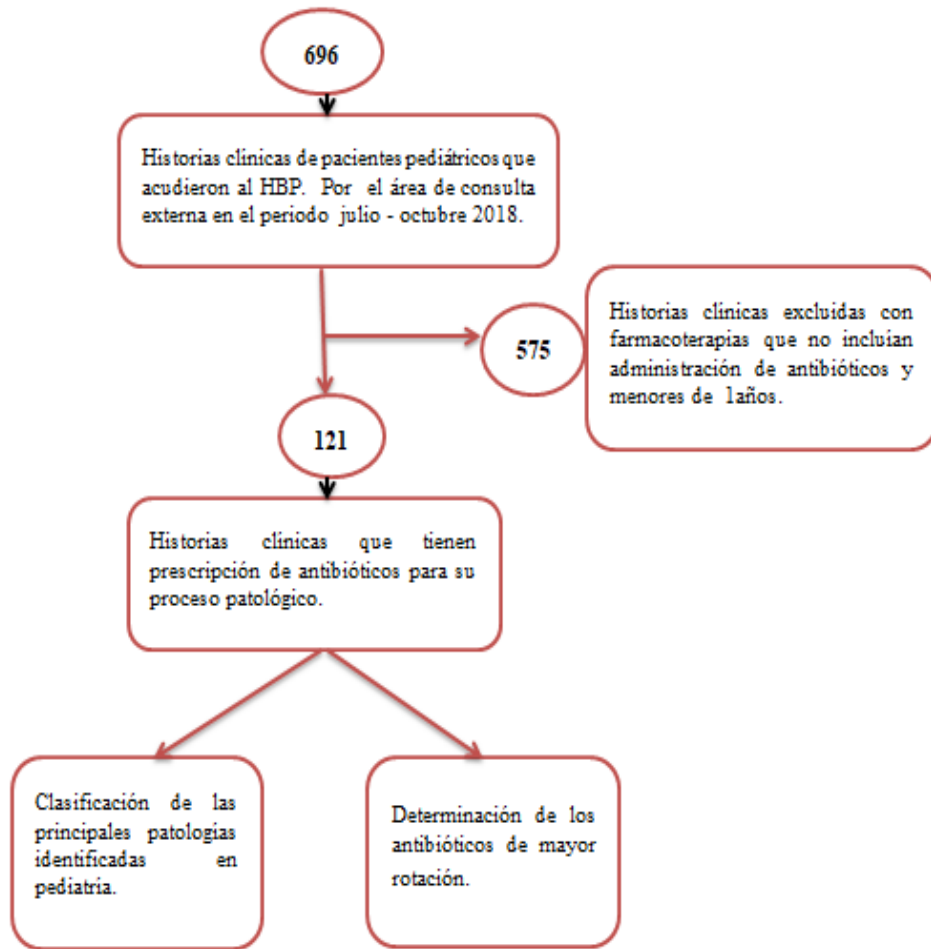 696
Historias clínicas de pacientes pediátricos que
acudieron al HBP. Por el área de consulta
externa en el periodo julio - octubre 2018.
575
Historias clínicas excluidas con
farmacoterapias que no incluían
administración de antibióticos y
menores de 1años.
121
Historias clínicas que tienen
prescripción de antibióticos para su
proceso patológico.
Clasificación de las
principales patologías
identificadas en
pediatría.
Determinación de los
antibióticos de mayor
rotación.